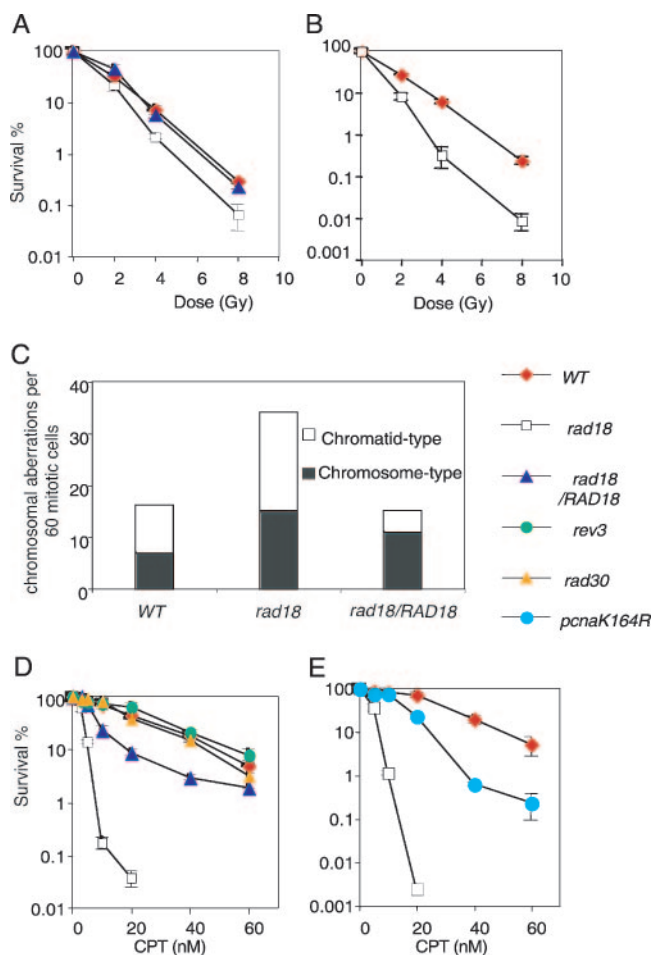 A
B
100
10
1
0.1
0.01
Survival %
0
2
4
6
8
10
Dose (Gy)
100
10
1
0.1
0.01
0.001
0
2
4
6
8
10
Dose (Gy)
C
40
30
20
10
0
chromosomal aberrations per
60 mitotic cells
Chromatid-type
Chromosome-type
WT
rad18
rad18/RAD18
WT
rad18
rad18
/RAD18
rev3
rad30
pcnaK164R
D
E
100
10
1
0.1
0.01
Survival %
0
20
40
60
CPT (nM)
100
10
1
0.1
0.01
0.001
0
20
40
60
CPT (nM)